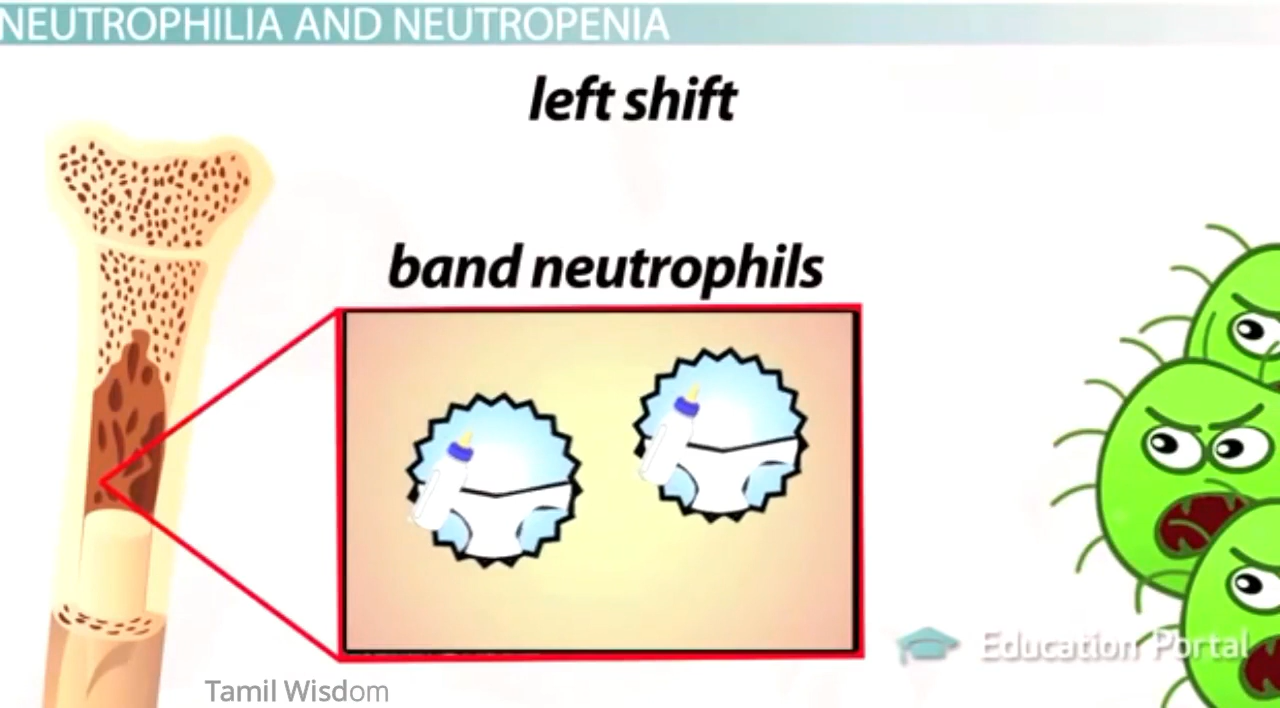 NEUTROPHILIA AND NEUTROPENIA
left shift
band neutrophils
Education Portal
Tamil Wisdom